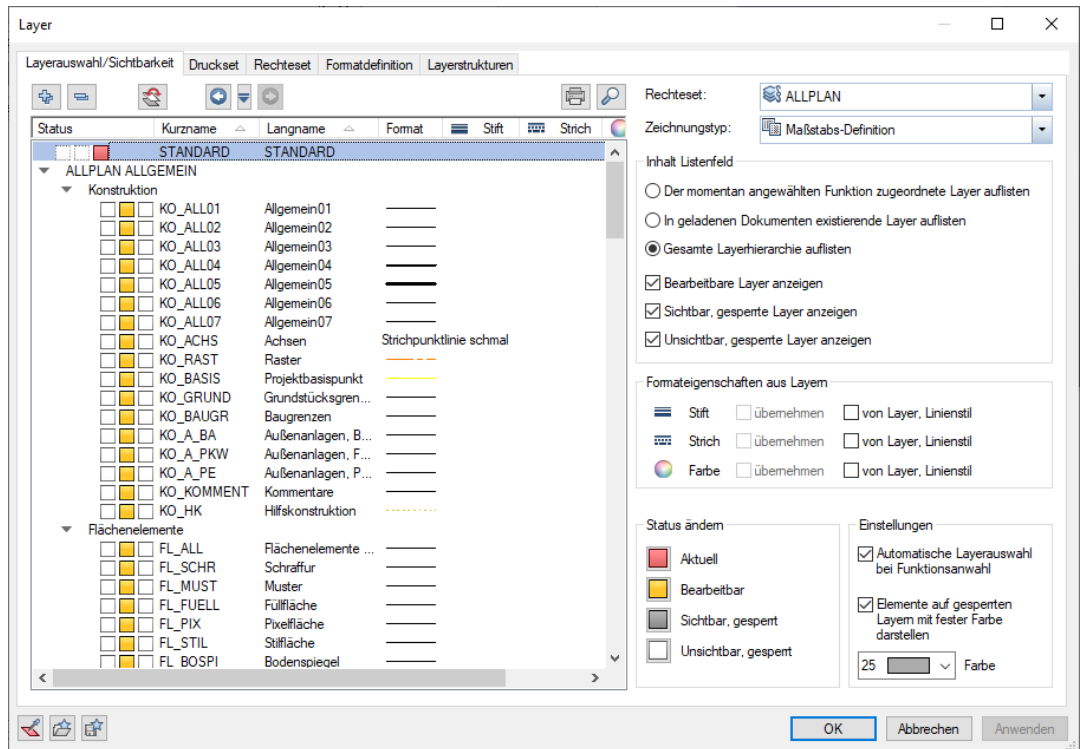 Layer
Layerauswahl/Sichtbarkeit Druckset Rechteset Formatdefinition Layerstrukturen
Status Kurzname Langname Format Stift Strich
STANDARD STANDARD
ALLPLAN ALLGEMEIN
Konstruktion
KO_ALL01 Allgemein01
KO_ALL02 Allgemein02
KO_ALL03 Allgemein03
KO_ALL04 Allgemein04
KO_ALL05 Allgemein05
KO_ALL06 Allgemein06
KO_ALL07 Allgemein07
KO_ACHS Achsen Strichpunktlinie schmal
KO_RAST Raster
KO_BASIS Projektbasispunkt
KO_GRUND Grundstücksgren...
KO_BAUGR Baugrenzen
KO_A_BA Außenanlagen, B...
KO_A_PKW Außenanlagen, F...
KO_A_PE Außenanlagen, P...
KO_KOMMENT Kommentare
KO_HK Hilfskonstruktion
Flächenelemente
FL_ALL Flächenelemente ...
FL_SCHR Schraffur
FL_MUST Muster
FL_FUELL Füllfläche
FL_PIX Pixelfläche
FL_STIL Stilfläche
FL_BOSPI Bodenspiegel
Rechteset: ALLPLAN
Zeichnungstyp: Maßstabs-Definition
Inhalt Listenfeld
Der momentan angewählten Funktion zugeordnete Layer auflisten
In geladenen Dokumenten existierende Layer auflisten
Gesamte Layerhierarchie auflisten
Bearbeitbare Layer anzeigen
Sichtbar, gesperrte Layer anzeigen
Unsichtbar, gesperrte Layer anzeigen
Formateigenschaften aus Layern
Stift übernehmen von Layer, Linienstil
Strich übernehmen von Layer, Linienstil
Farbe übernehmen von Layer, Linienstil
Status ändern
Aktuell
Bearbeitbar
Sichtbar, gesperrt
Unsichtbar, gesperrt
Einstellungen
Automatische Layerauswahl
bei Funktionsanwahl
Elemente auf gesperrten
Layern mit fester Farbe
darstellen
25 Farbe
OK Abbrechen Anwenden